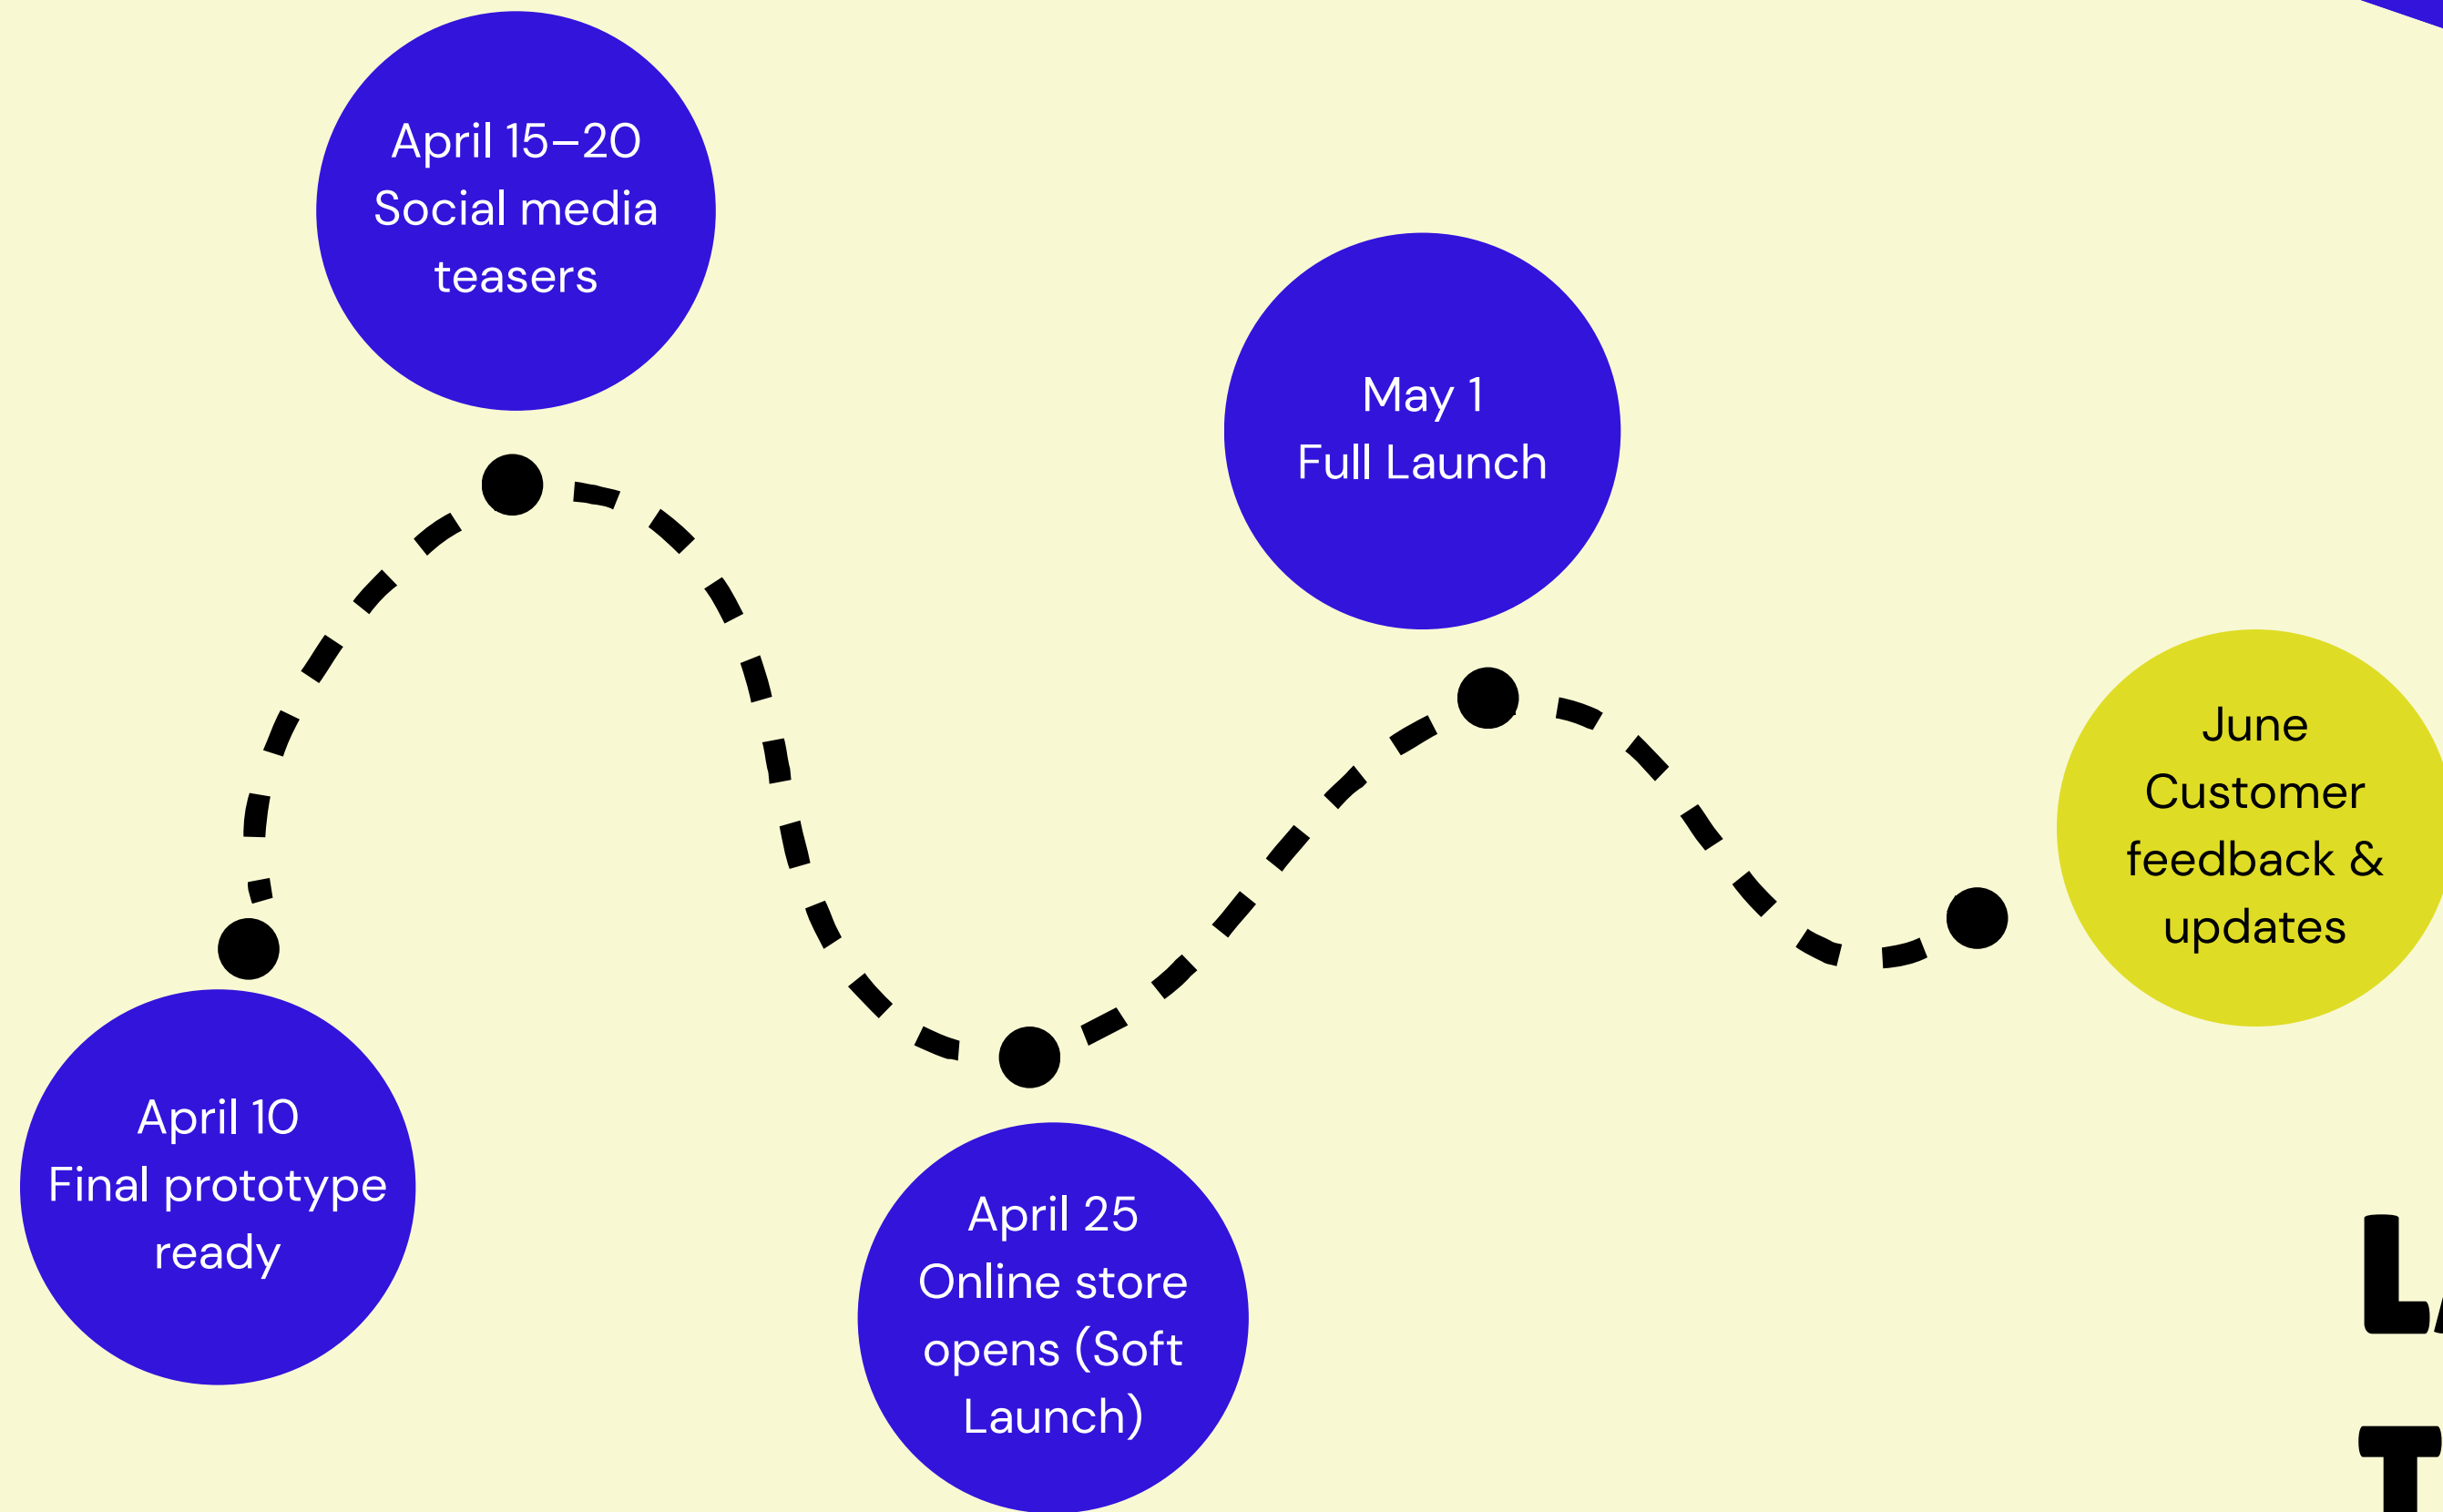 April 15–20
Social media
teasers
May 1
Full Launch
June
Customer
feedback &
updates
April 10
Final prototype
ready
April 25
Online store
opens (Soft
Launch)